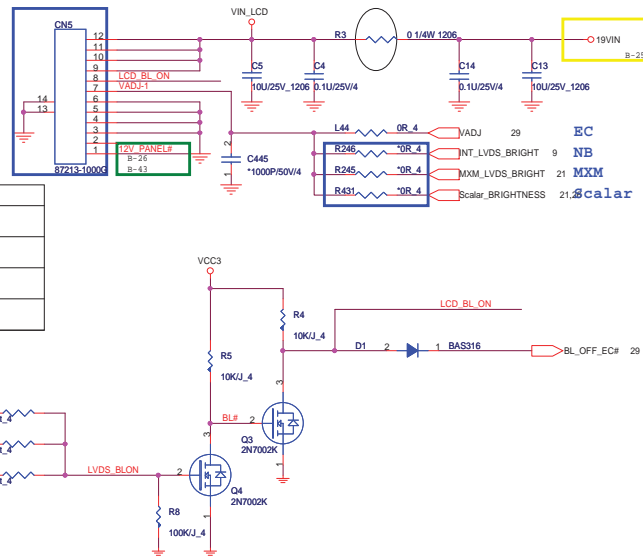 VIN_LCD
CN5
12
11
10
9
8
7
6
5
4
3
2
1
14
13
LCD_BL_ON
VADJ-1
12V_PANEL#
B-26
B-43
87213-1000G
R3
0 1/4W 1206
19VIN
B-25
C5
10U/25V_1206
C4
0.1U/25V/4
C14
0.1U/25V/4
C13
10U/25V_1206
2
1
C445
*1000P/50V/4
L44
0R_4
VADJ
29
EC
R246
*0R_4
INT_LVDS_BRIGHT
9
NB
R245
*0R_4
MXM_LVDS_BRIGHT
21
MXM
R431
*0R_4
Scalar_BRIGHTNESS
Scalar
VCC3
R4
10K/J_4
LCD_BL_ON
R5
10K/J_4
D1
2
1
BAS316
BL_OFF_EC#
29
BL#
2
3
1
Q3
2N7002K
LVDS_BLON
2
3
1
Q4
2N7002K
R8
100K/J_4